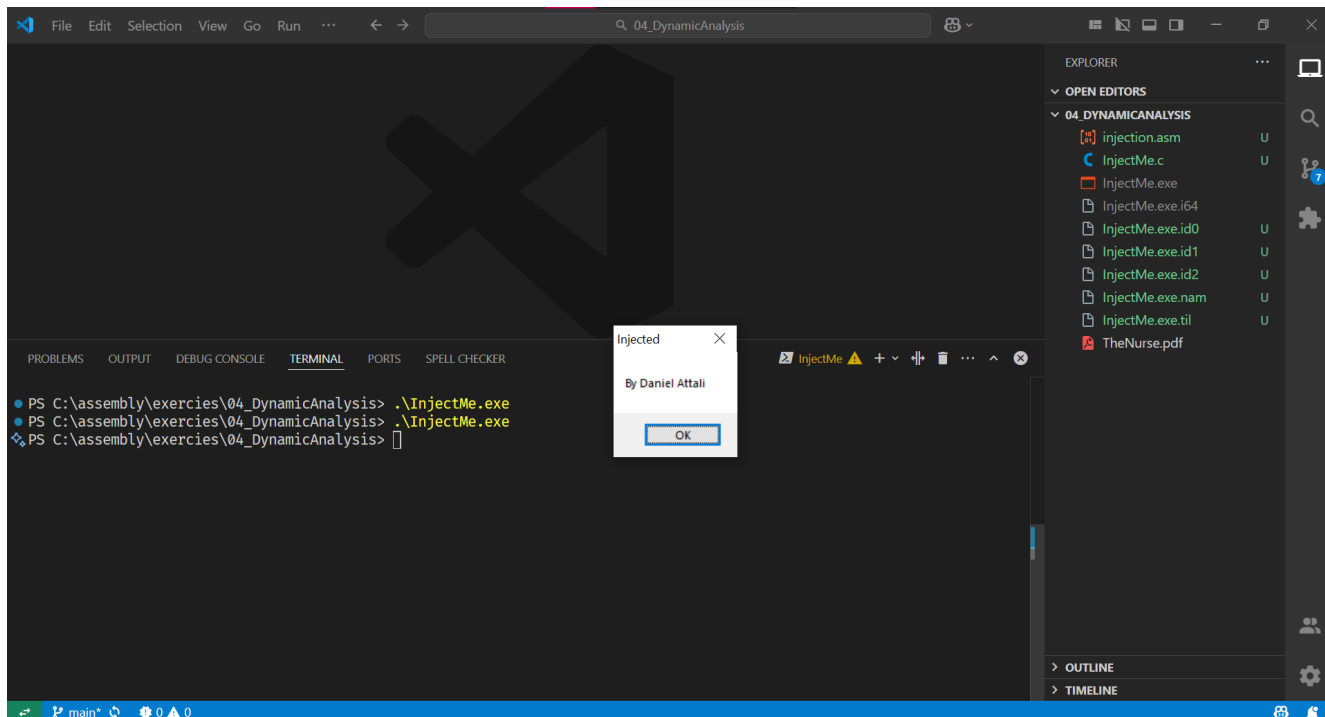 File Edit Selection View Go Run ··· 04_DynamicAnalysis
EXPLORER ···
OPEN EDITORS
04_DYNAMICANALYSIS
injection.asm U
InjectMe.c U
InjectMe.exe
InjectMe.exe.i64
InjectMe.exe.id0 U
InjectMe.exe.id1 U
InjectMe.exe.id2 U
InjectMe.exe.nam U
InjectMe.exe.til U
TheNurse.pdf
7
Injected
By Daniel Attali
OK
PROBLEMS OUTPUT DEBUG CONSOLE TERMINAL PORTS SPELL CHECKER InjectMe
PS C:\assembly\exercies\04_DynamicAnalysis> .\InjectMe.exe
PS C:\assembly\exercies\04_DynamicAnalysis> .\InjectMe.exe
PS C:\assembly\exercies\04_DynamicAnalysis>
OUTLINE
TIMELINE
main* 0 0